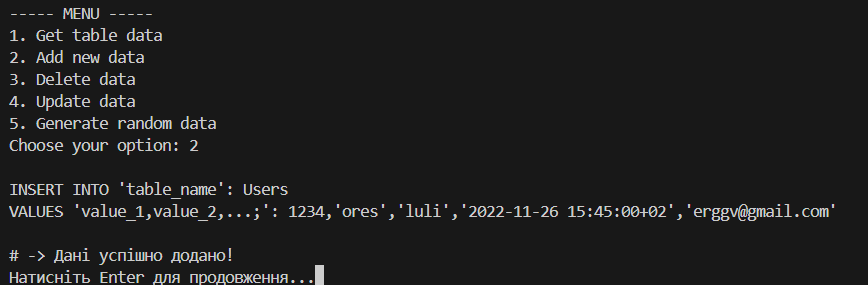 ----- MENU -----
1. Get table data
2. Add new data
3. Delete data
4. Update data
5. Generate random data
Choose your option: 2
INSERT INTO 'table_name': Users
VALUES 'value_1,value_2,...;': 1234,'ores','luli','2022-11-26 15:45:00+02','erggv@gmail.com'
# -> Дані успішно додано!
Натисніть Enter для продовження...